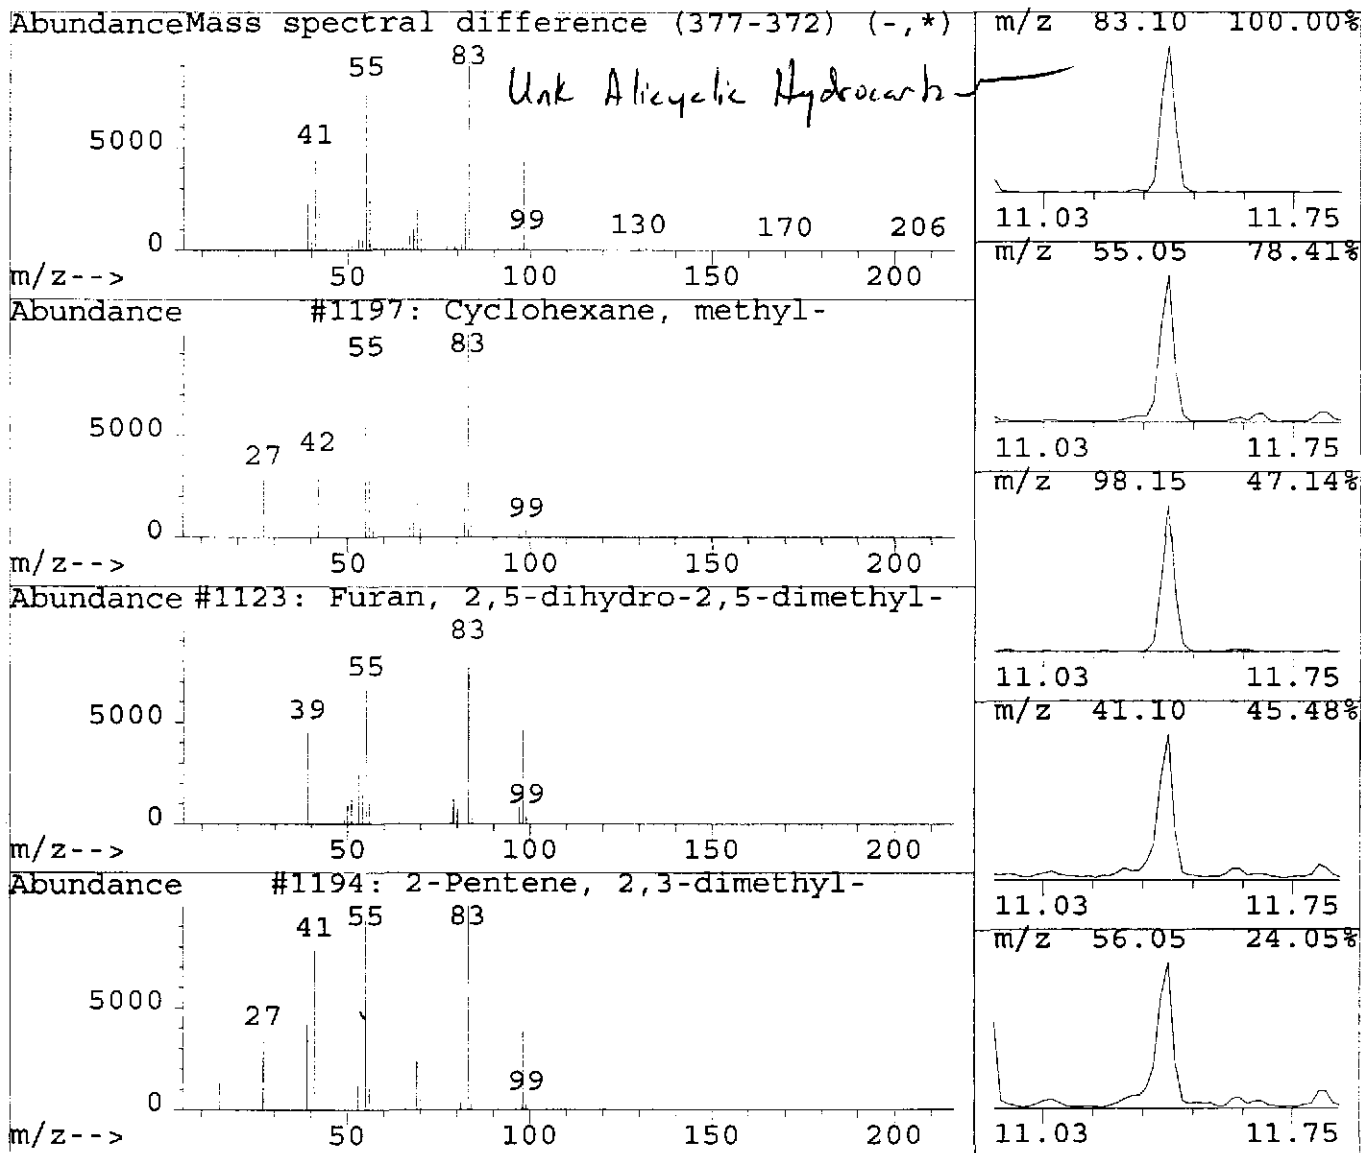 AbundanceMass spectral difference (377-372) (-,*)
83
55
Unk Alicyclic
41
5000
99 130 170 206
0
m/z--> 50 100 150 200
Abundance #1197: Cyclohexane, methyl-
55 83
5000
27 42
99
0
m/z--> 50 100 150 200
Abundance #1123: Furan, 2,5-dihydro-2,5-dimethyl-
83
55
39
5000
99
0
m/z--> 50 100 150 200
Abundance #1194: 2-Pentene, 2,3-dimethyl-
41 55 83
5000
27
99
0
m/z--> 50 100 150 200
m/z 83.10 100.00%
11.03 11.75
m/z 55.05 78.41%
11.03 11.75
m/z 98.15 47.14%
11.03 11.75
m/z 41.10 45.48%
11.03 11.75
m/z 56.05 24.05%
11.03 11.75